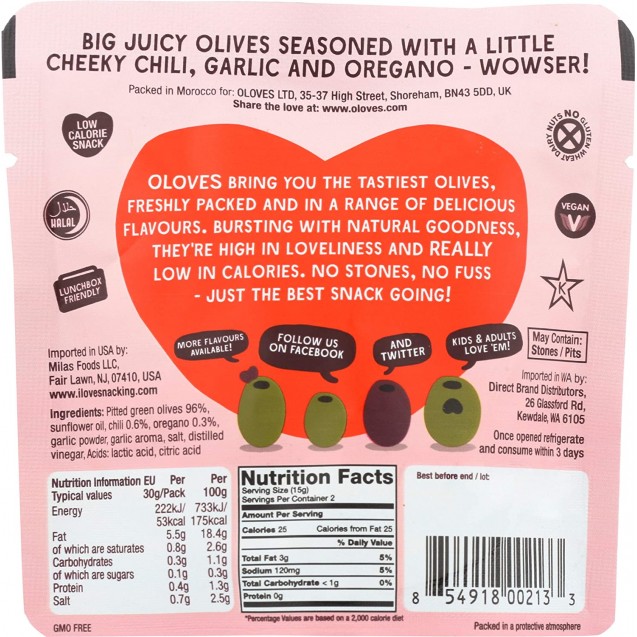 BIG JUICY OLIVES SEASONED WITH A LITTLE
CHEEKY CHILI, GARLIC AND OREGANO - WOWSER!
Packed in Morocco for: OLOVES LTD, 35-37 High Street, Shoreham, BN43 5DD, UK
Share the love at: www.oloves.com
LOW
CALORIE
SNACK
NO GLUTEN WHEAT DAIRY NUTS
حلال
HALAL
VEGAN
V
LUNCHBOX
FRIENDLY
K
OLOVES BRING YOU THE TASTIEST OLIVES,
FRESHLY PACKED AND IN A RANGE OF DELICIOUS
FLAVOURS. BURSTING WITH NATURAL GOODNESS,
THEY'RE HIGH IN LOVELINESS AND REALLY
LOW IN CALORIES. NO STONES, NO FUSS
- JUST THE BEST SNACK GOING!
MORE FLAVOURS
AVAILABLE!
FOLLOW US
ON FACEBOOK
AND
TWITTER
KIDS & ADULTS
LOVE 'EM!
May Contain:
Stones / Pits
Imported in USA by:
Milas Foods LLC,
Fair Lawn, NJ, 07410, USA
www.ilovesnacking.com
Ingredients: Pitted green olives 96%,
sunflower oil, chili 0.6%, oregano 0.3%,
garlic powder, garlic aroma, salt, distilled
vinegar, Acids: lactic acid, citric acid
Imported in WA by:
Direct Brand Distributors,
26 Glassford Rd,
Kewdale, WA 6105
Once opened refrigerate
and consume within 3 days
Nutrition Information EU Per Per
Typical values 30g/Pack 100g
Energy 222kJ/ 733kJ/
53kcal 175kcal
Fat 5.5g 18.4g
of which are saturates 0.8g 2.6g
Carbohydrates 0.3g 1.1g
of which are sugars 0.1g 0.3g
Protein 0.4g 1.3g
Salt 0.7g 2.5g
GMO FREE
Nutrition Facts
Serving Size (15g)
Servings Per Container 2
Amount Per Serving
Calories 25 Calories from Fat 25
% Daily Value
Total Fat 3g 5%
Sodium 120mg 5%
Total Carbohydrate < 1g 0%
Protein 0g
*Percentage Values are based on a 2,000 calorie diet
Best before end / lot:
8 54918 00213 3
Packed in a protective atmosphere